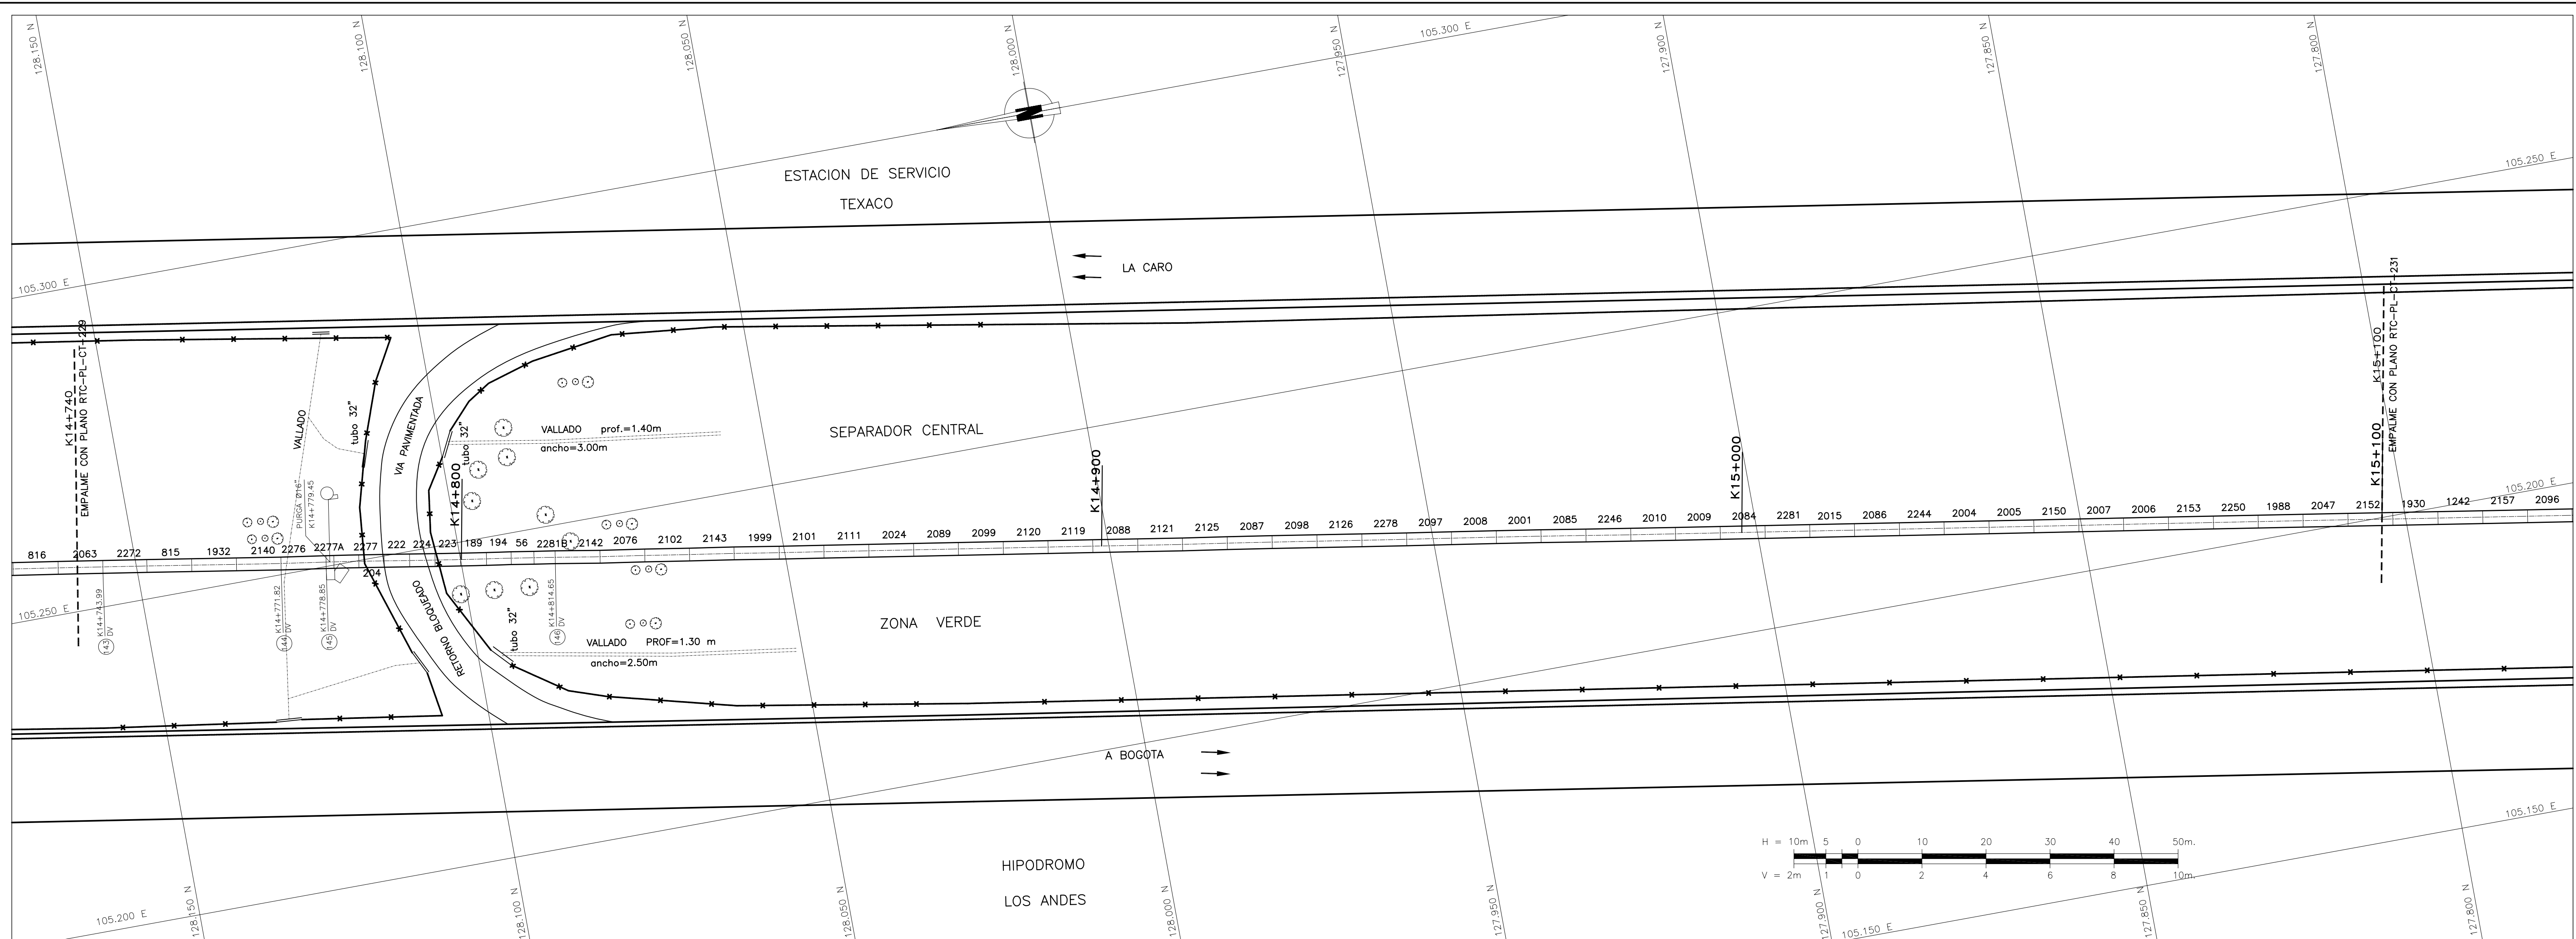 128.150 N
128.100 N
128.050 N
128.000 N
127.950 N
127.900 N
127.850 N
127.800 N
105.300 E
105.250 E
ESTACION DE SERVICIO
TEXACO
LA CARO
105.300 E
K14+740
EMPALME CON PLANO RTC-PL-CT-229
VALLADO
tubo 32"
VIA PAVIMENTADA
tubo 32"
VALLADO prof.=1.40m
ancho=3.00m
SEPARADOR CENTRAL
K15+100
EMPALME CON PLANO RTC-PL-CT-231
PURGA Ø16"
K14+779.45
K14+800
K14+900
K15+000
K15+100
105.200 E
816 2063 2272 815 1932 2140 2276 2277A 2277 222 224 223 189 194 56 2281B 2142 2076 2102 2143 1999 2101 2111 2024 2089 2099 2120 2119 2088 2121 2125 2087 2098 2126 2278 2097 2008 2001 2085 2246 2010 2009 2084 2281 2015 2086 2244 2004 2005 2150 2007 2006 2153 2250 1988 2047 2152 1930 1242 2157 2096
204
105.250 E
143 K14+743.99 DV
144 K14+771.82 DV
145 K14+778.85 DV
146 K14+814.65 DV
RETORNO BLOQUEADO
tubo 32"
VALLADO PROF=1.30 m
ancho=2.50m
ZONA VERDE
A BOGOTA
105.150 E
H = 10m 5 0 10 20 30 40 50m.
V = 2m 1 0 2 4 6 8 10m.
HIPODROMO
LOS ANDES
105.200 E
128.150 N
128.100 N
128.050 N
128.000 N
127.950 N
127.900 N
105.150 E
127.850 N
127.800 N